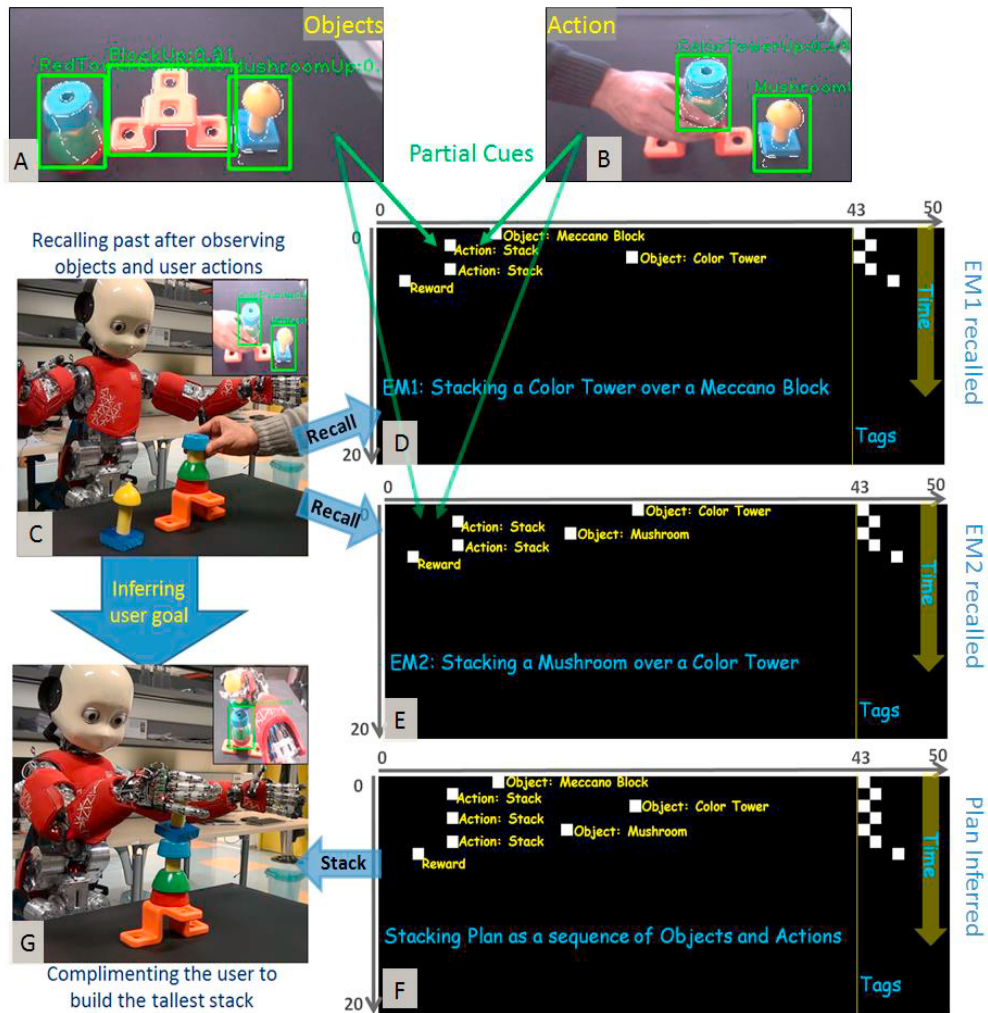 Objects
BlockUp:0.91
RedTower
MushroomUp:0.
A
Action
ColorTowerUp:0.
Mushroom
B
Partial Cues
Recalling past after observing
objects and user actions
C
Recall
Recall
0
43
50
0
Object: Meccano Block
Action: Stack
Object: Color Tower
Action: Stack
Reward
EM1: Stacking a Color Tower over a Meccano Block
D
20
Tags
Time
EM1 recalled
0
43
50
0
Object: Color Tower
Action: Stack
Object: Mushroom
Action: Stack
Reward
EM2: Stacking a Mushroom over a Color Tower
E
20
Tags
Time
EM2 recalled
Inferring
user goal
G
Complimenting the user to
build the tallest stack
Stack
0
43
50
0
Object: Meccano Block
Action: Stack
Object: Color Tower
Action: Stack
Object: Mushroom
Action: Stack
Reward
Stacking Plan as a sequence of Objects and Actions
F
20
Tags
Time
Plan Inferred